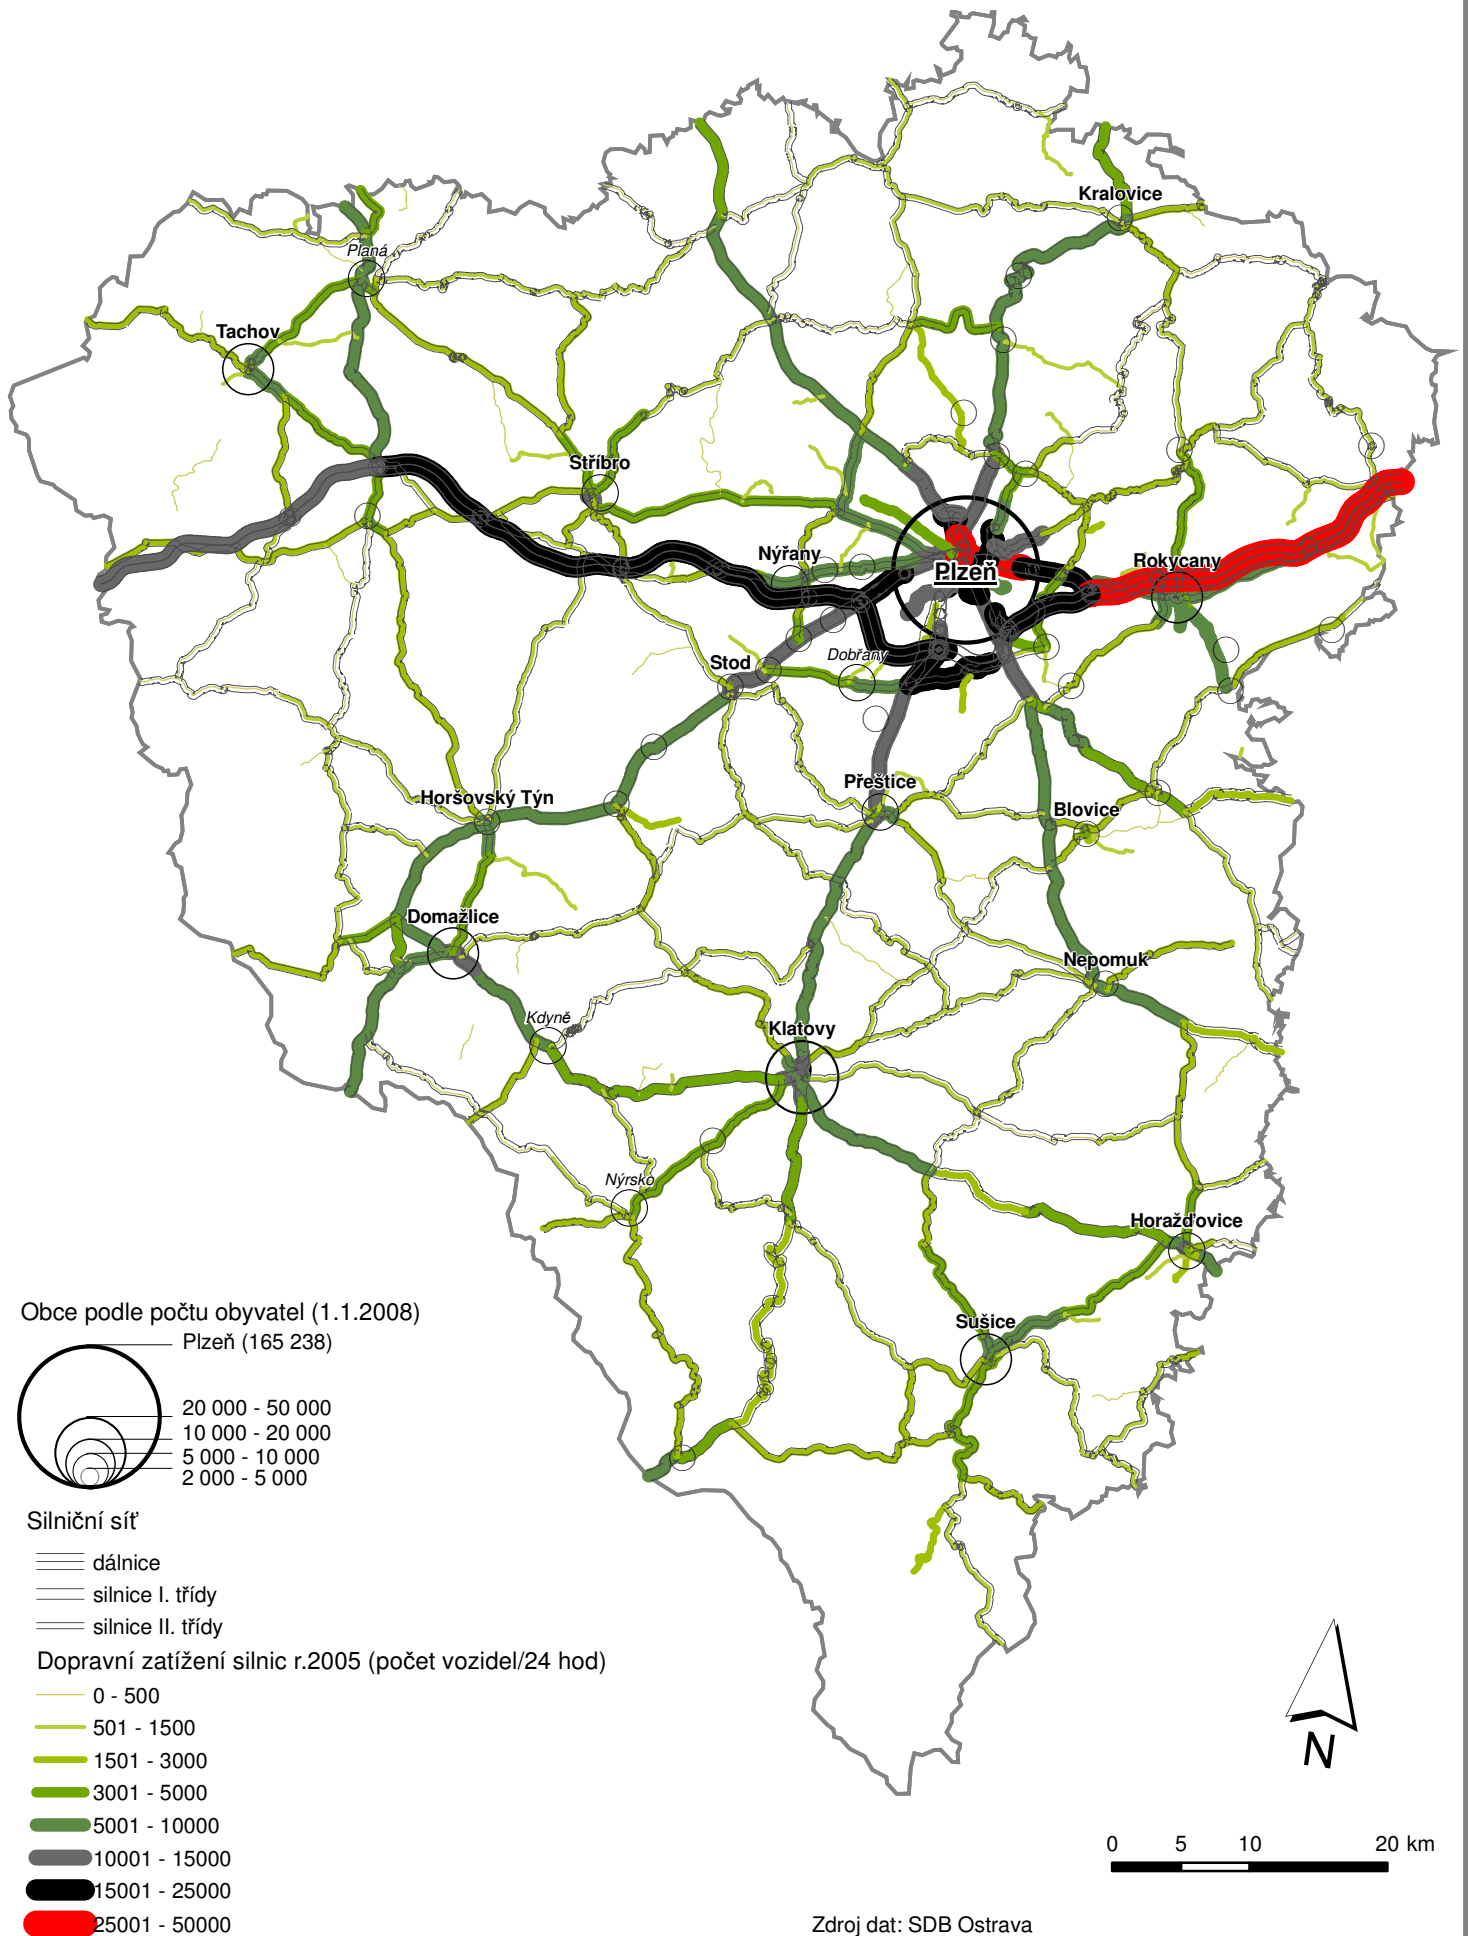 Kralovice
Planá
Tachov
Stříbro
Nýřany
Plzeň
Rokycany
Dobřany
Stod
Přeštice
Horšovský Týn
Blovice
Domažlice
Nepomuk
Kdyně
Klatovy
Nýrsko
Horažďovice
Sušice
Obce podle počtu obyvatel (1.1.2008)
Plzeň (165 238)
20 000 - 50 000
10 000 - 20 000
5 000 - 10 000
2 000 - 5 000
Silniční síť
dálnice
silnice I. třídy
silnice II. třídy
Dopravní zatížení silnic r.2005 (počet vozidel/24 hod)
0 - 500
501 - 1500
1501 - 3000
3001 - 5000
5001 - 10000
10001 - 15000
15001 - 25000
25001 - 50000
N
0 5 10 20 km
Zdroj dat: SDB Ostrava